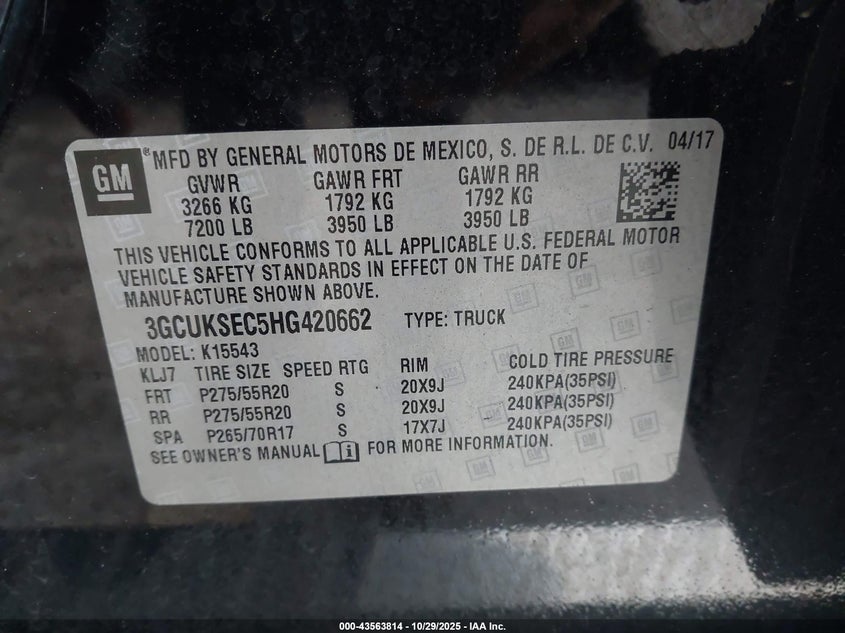 GM ® MFD BY GENERAL MOTORS DE MEXICO, S. DE R.L. DE C.V. 04/17
GVWR GAWR FRT GAWR RR
3266 KG 1792 KG 1792 KG
7200 LB 3950 LB 3950 LB
THIS VEHICLE CONFORMS TO ALL APPLICABLE U.S. FEDERAL MOTOR
VEHICLE SAFETY STANDARDS IN EFFECT ON THE DATE OF
MANUFACTURE SHOWN ABOVE.
3GCUKSEC5HG420662 TYPE: TRUCK
MODEL: K15543
KLJ7 TIRE SIZE SPEED RTG RIM COLD TIRE PRESSURE
FRT P275/55R20 S 20X9J 240KPA(35PSI)
RR P275/55R20 S 20X9J 240KPA(35PSI)
SPA P265/70R17 S 17X7J 240KPA(35PSI)
SEE OWNER'S MANUAL FOR MORE INFORMATION.
000-43563814 - 10/29/2025 - IAA Inc.